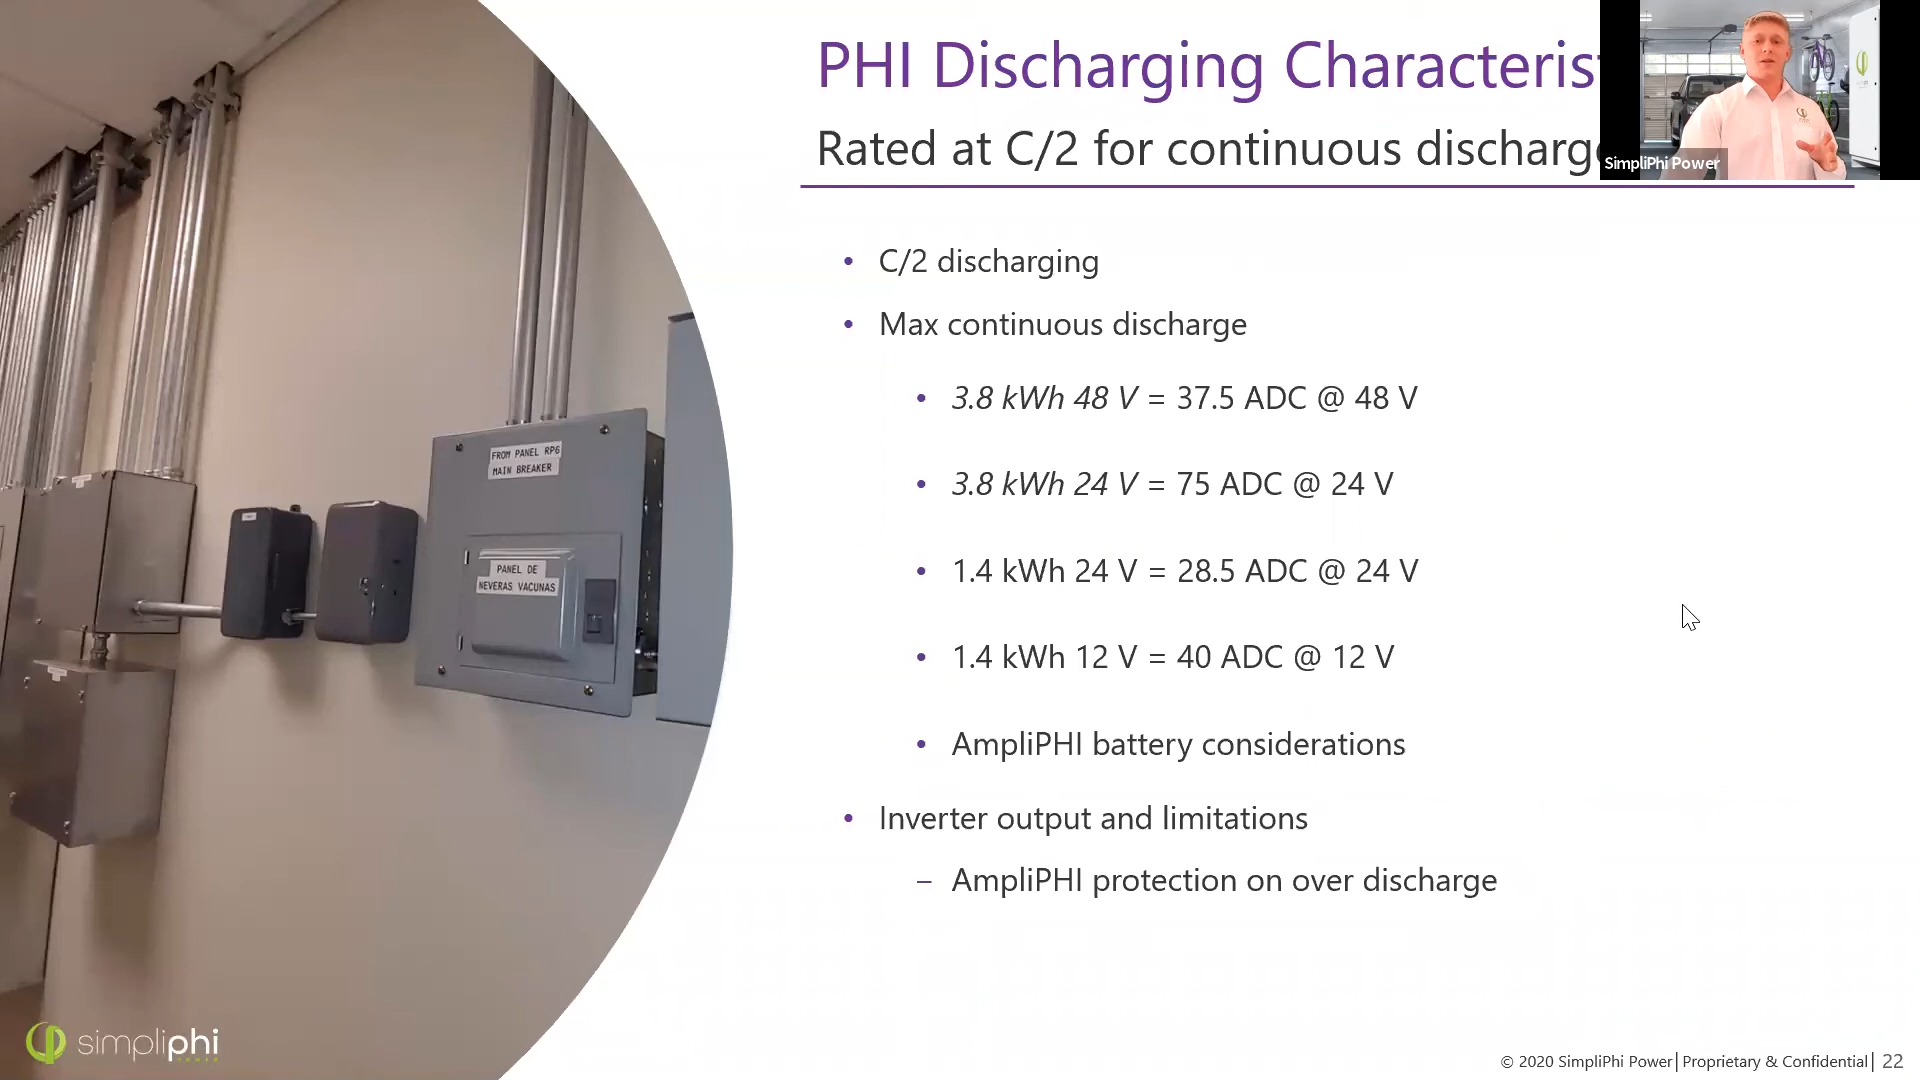 PHI Discharging Characteris
Rated at C/2 for continuous discharg
SimpliPhi Power
• C/2 discharging
• Max continuous discharge
• 3.8 kWh 48 V = 37.5 ADC @ 48 V
• 3.8 kWh 24 V = 75 ADC @ 24 V
• 1.4 kWh 24 V = 28.5 ADC @ 24 V
• 1.4 kWh 12 V = 40 ADC @ 12 V
• AmpliPHI battery considerations
• Inverter output and limitations
– AmpliPHI protection on over discharge
FROM PANEL RP6
MAIN BREAKER
PANEL DE
NEVERAS VACUNAS
simpliphi
POWER
© 2020 SimpliPhi Power| Proprietary & Confidential| 22